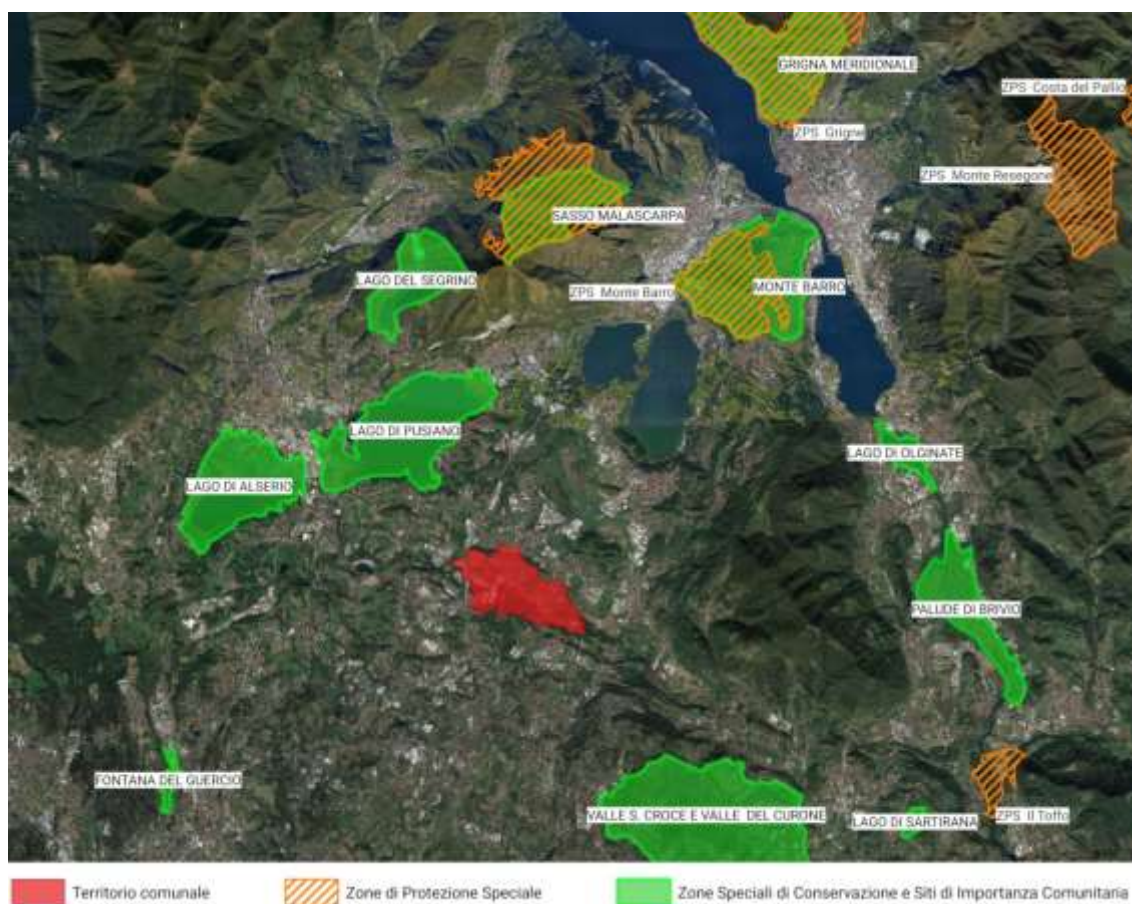 GRIGNA MERIDIONALE
ZPS Costa del Pallio
ZPS Grigne
ZPS Monte Resegone
SASSO MALASCARPA
LAGO DEL SEGRINO
ZPS Monte Barro
MONTE BARRO
LAGO DI PUSIANO
LAGO DI OLGINATE
LAGO DI ALSERIO
PALUDE DI BRIVIO
FONTANA DEL GUERCIO
VALLE S. CROCE E VALLE DEL CURONE
LAGO DI SARTIRANA
ZPS Il Toffo
Territorio comunale
Zone di Protezione Speciale
Zone Speciali di Conservazione e Siti di Importanza Comunitaria